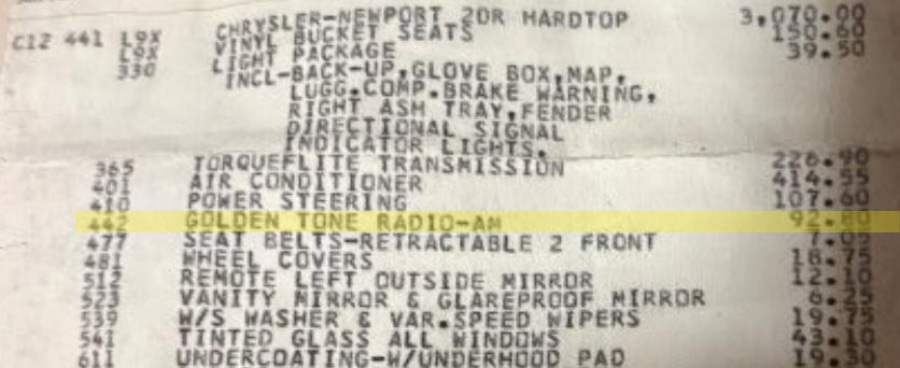 CHRYSLER-NEWPORT 2DR HARDTOP 3,070.00
C12 441 L9X VINYL BUCKET SEATS 150.60
L6X LIGHT PACKAGE 39.50
330 INCL-BACK-UP,GLOVE BOX,MAP,
LUGG.COMP.BRAKE WARNING,
RIGHT ASH TRAY,FENDER
DIRECTIONAL SIGNAL
INDICATOR LIGHTS.
365 TORQUEFLITE TRANSMISSION 226.90
401 AIR CONDITIONER 414.55
410 POWER STEERING 107.60
442 GOLDEN TONE RADIO-AM
477 SEAT BELTS-RETRACTABLE 2 FRONT 7.05
481 WHEEL COVERS 18.75
512 REMOTE LEFT OUTSIDE MIRROR 12.10
523 VANITY MIRROR & GLAREPROOF MIRROR 6.25
539 W/S WASHER & VAR.SPEED WIPERS 19.75
541 TINTED GLASS ALL WINDOWS 43.10
611 UNDERCOATING-W/UNDERHOOD PAD 19.30